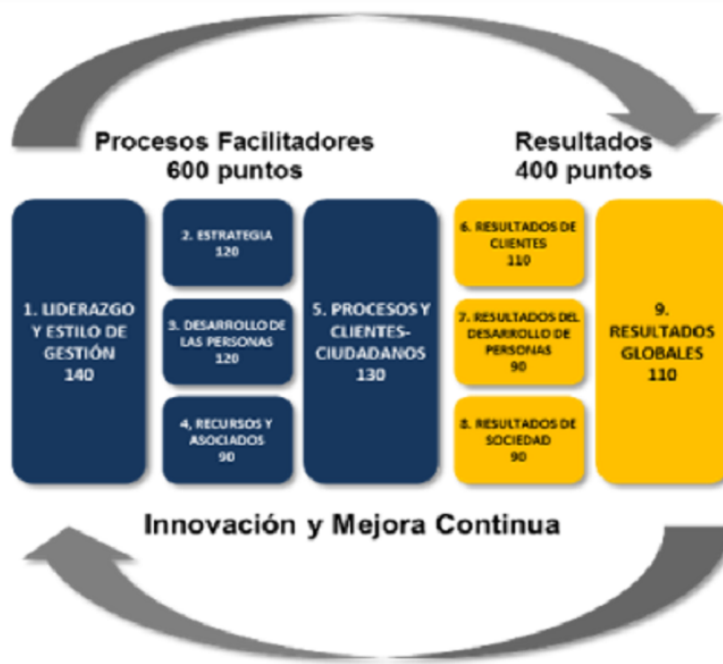 Procesos Facilitadores
600 puntos
Resultados
400 puntos
1. LIDERAZGO
Y ESTILO DE
GESTIÓN
140
2. ESTRATEGIA
120
3. DESARROLLO DE
LAS PERSONAS
120
4, RECURSOS Y
ASOCIADOS
90
5. PROCESOS Y
CLIENTES-
CIUDADANOS
130
6. RESULTADOS DE
CLIENTES
110
7. RESULTADOS DEL
DESARROLLO DE
PERSONAS
90
8. RESULTADOS DE
SOCIEDAD
90
9.
RESULTADOS
GLOBALES
110
Innovación y Mejora Continua